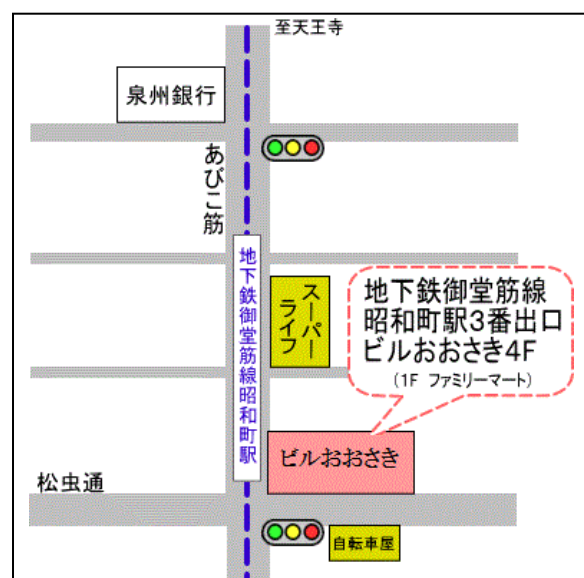 至天王寺
泉州銀行
あびこ筋
地下鉄御堂筋線昭和町駅
スーパー
ライフ
地下鉄御堂筋線
昭和町駅3番出口
ビルおおさき4F
(1F ファミリーマート)
ビルおおさき
松虫通
自転車屋